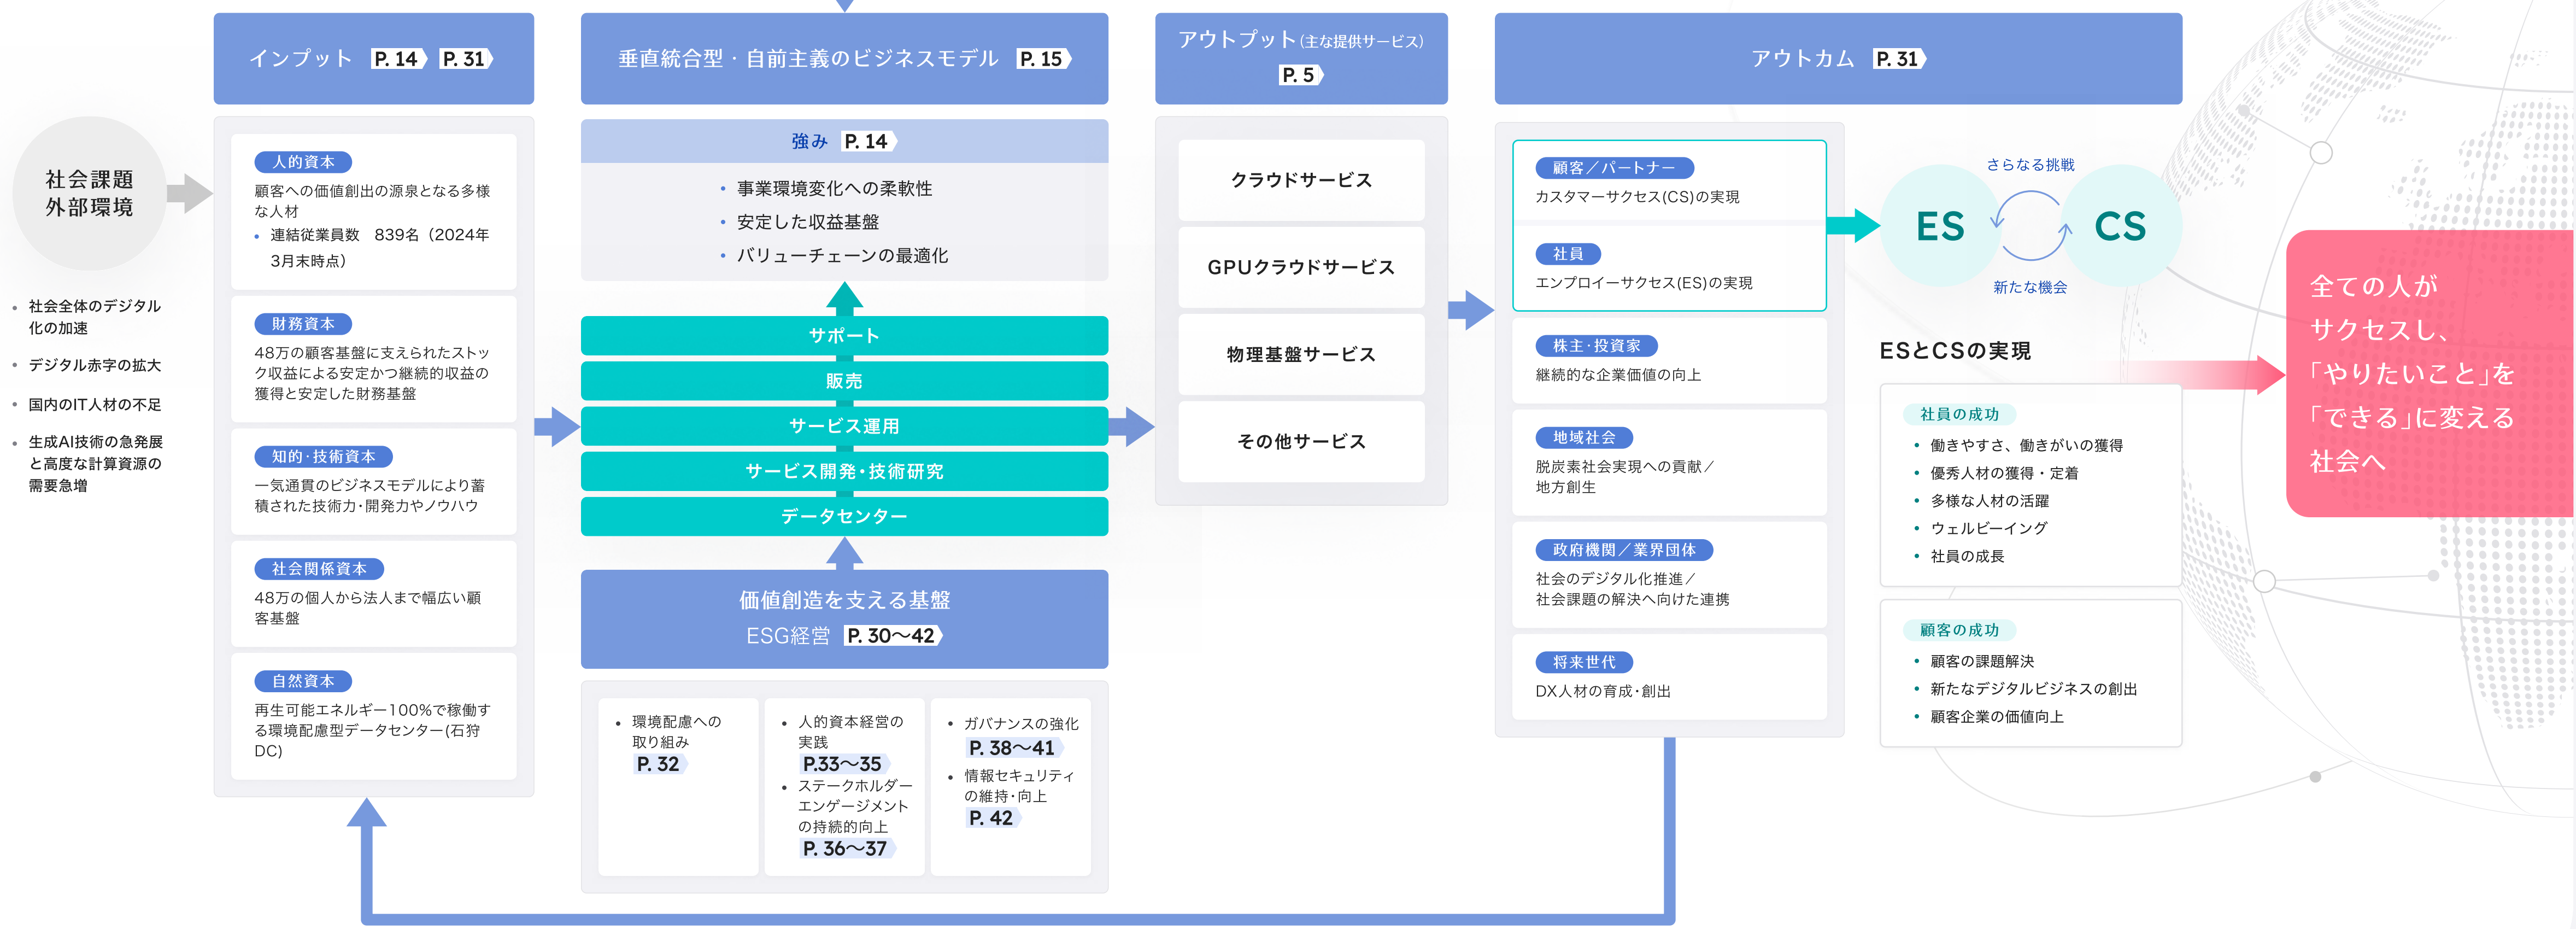 社会課題
外部環境
・社会全体のデジタル
化の加速
・デジタル赤字の拡大
・国内のIT人材の不足
・生成AI技術の急発展
と高度な計算資源の
需要急増
インプット P. 14 P. 31
人的資本
顧客への価値創出の源泉となる多様
な人材
・連結従業員数 839名（2024年
3月末時点）
財務資本
48万の顧客基盤に支えられたストッ
ク収益による安定かつ継続的収益の
獲得と安定した財務基盤
知的・技術資本
一気通貫のビジネスモデルにより蓄
積された技術力・開発力やノウハウ
社会関係資本
48万の個人から法人まで幅広い顧
客基盤
自然資本
再生可能エネルギー100%で稼働す
る環境配慮型データセンター(石狩
DC)
垂直統合型・自前主義のビジネスモデル P. 15
強み P. 14
・事業環境変化への柔軟性
・安定した収益基盤
・バリューチェーンの最適化
サポート
販売
サービス運用
サービス開発・技術研究
データセンター
価値創造を支える基盤
ESG経営 P. 30〜42
・環境配慮への
取り組み
P. 32
・人的資本経営の
実践
P.33〜35
・ステークホルダー
エンゲージメント
の持続的向上
P. 36〜37
・ガバナンスの強化
P. 38〜41
・情報セキュリティ
の維持・向上
P. 42
アウトプット（主な提供サービス）
P. 5
クラウドサービス
GPUクラウドサービス
物理基盤サービス
その他サービス
アウトカム P. 31
顧客／パートナー
カスタマーサクセス(CS)の実現
社員
エンプロイーサクセス(ES)の実現
株主・投資家
継続的な企業価値の向上
地域社会
脱炭素社会実現への貢献／
地方創生
政府機関／業界団体
社会のデジタル化推進／
社会課題の解決へ向けた連携
将来世代
DX人材の育成・創出
さらなる挑戦
ES CS
新たな機会
ESとCSの実現
社員の成功
・働きやすさ、働きがいの獲得
・優秀人材の獲得・定着
・多様な人材の活躍
・ウェルビーイング
・社員の成長
顧客の成功
・顧客の課題解決
・新たなデジタルビジネスの創出
・顧客企業の価値向上
全ての人が
サクセスし、
「やりたいこと」を
「できる」に変える
社会へ